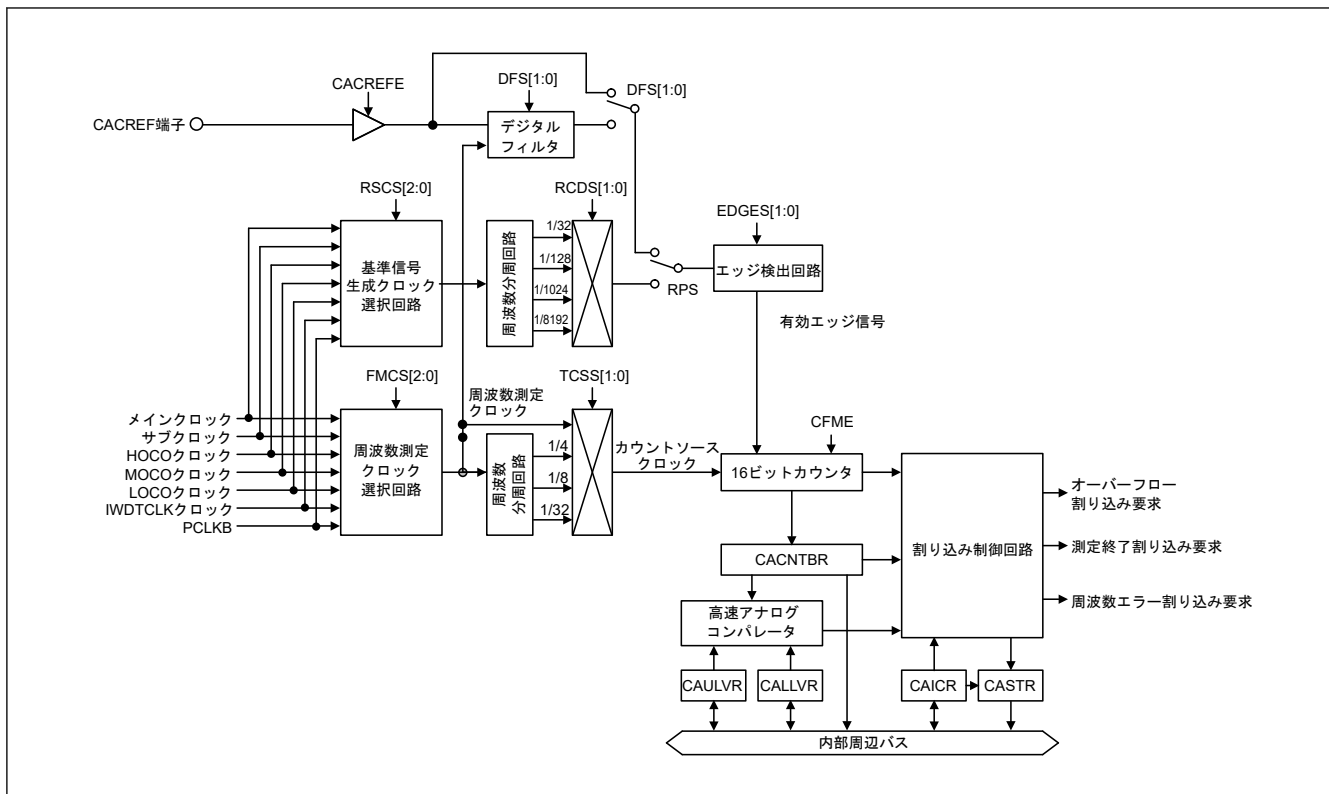 CACREFE
DFS[1:0]
DFS[1:0]
CACREF端子
デジタル
フィルタ
RSCS[2:0]
RCDS[1:0]
EDGES[1:0]
基準信号
生成クロック
選択回路
周波数分周回路
1/32
1/128
1/1024
1/8192
RPS
エッジ検出回路
有効エッジ信号
FMCS[2:0]
周波数測定
クロック
TCSS[1:0]
メインクロック
サブクロック
HOCOクロック
MOCOクロック
LOCOクロック
IWDTCLKクロック
PCLKB
周波数測定
クロック
選択回路
周波数
分周回路
1/4
1/8
1/32
カウントソース
クロック
CFME
16ビットカウンタ
CACNTBR
高速アナログ
コンパレータ
割り込み制御回路
オーバーフロー
割り込み要求
測定終了割り込み要求
周波数エラー割り込み要求
CAULVR
CALLVR
CAICR
CASTR
内部周辺バス